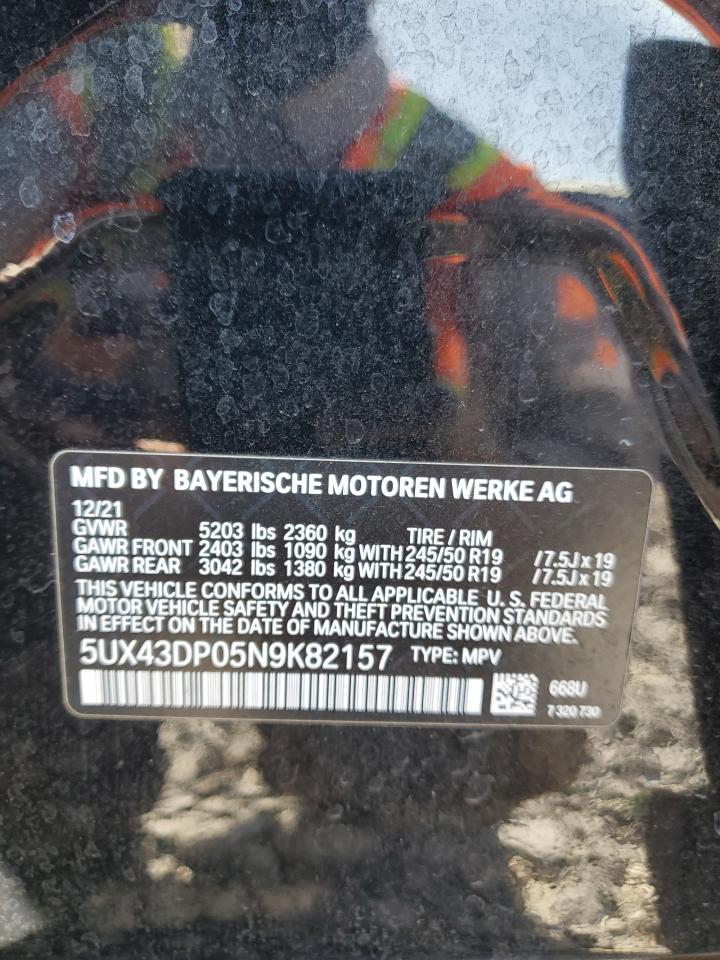 MFD BY BAYERISCHE MOTOREN WERKE AG
12/21
GVWR 5203 lbs 2360 kg TIRE / RIM
GAWR FRONT 2403 lbs 1090 kg WITH 245/50 R19 / 7.5J x 19
GAWR REAR 3042 lbs 1380 kg WITH 245/50 R19 / 7.5J x 19
THIS VEHICLE CONFORMS TO ALL APPLICABLE U. S. FEDERAL
MOTOR VEHICLE SAFETY AND THEFT PREVENTION STANDARDS
IN EFFECT ON THE DATE OF MANUFACTURE SHOWN ABOVE.
5UX43DP05N9K82157 TYPE: MPV
668U
7 320 730